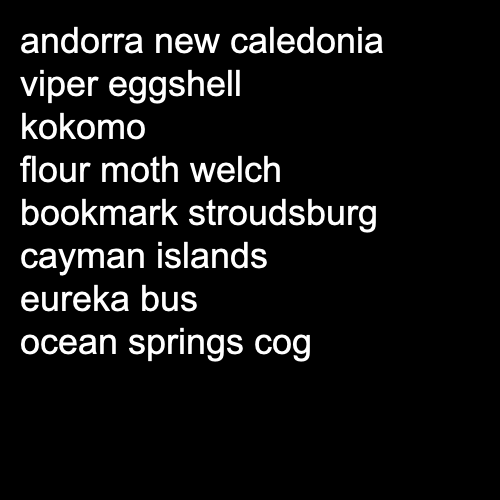 andorra new caledonia
viper eggshell
kokomo
flour moth welch
bookmark stroudsburg
cayman islands
eureka bus
ocean springs cog